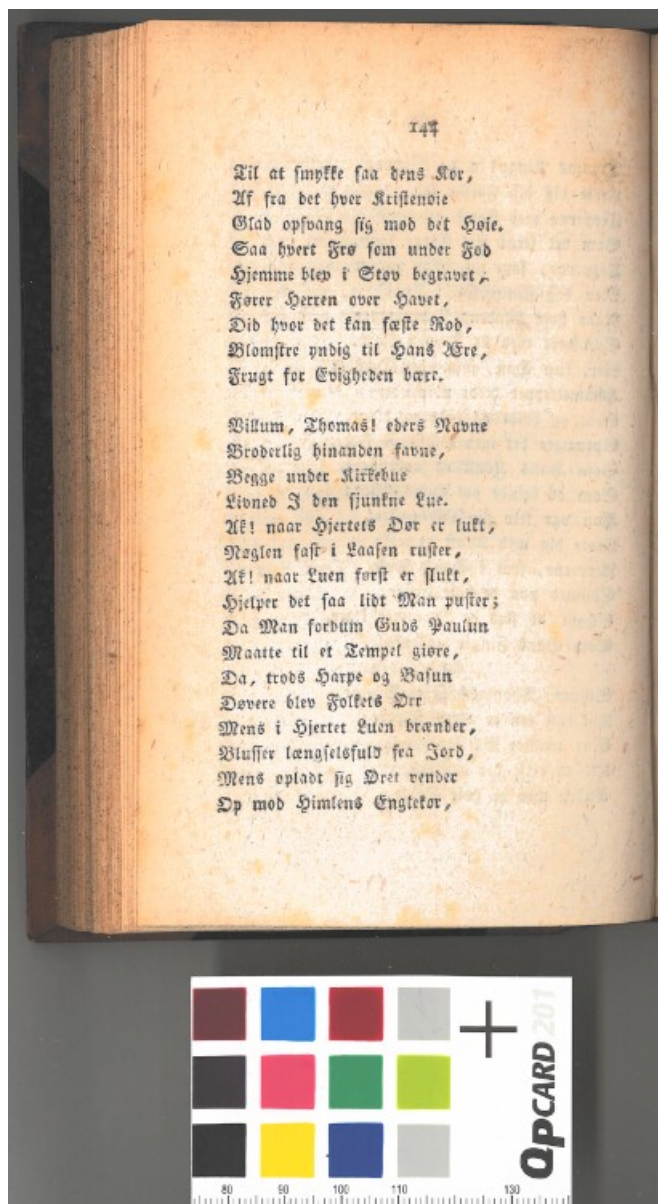 144
Til at smykke saa dens Kor,
Af fra det hver Kristenøie
Glad opsvang sig mod det Høie.
Saa hvert Frø som under Fod
Hjemme blev i Støv begravet,
Fører Herren over Havet,
Did hvor det kan fæste Rod,
Blomstre yndig til Hans Ære,
Frugt for Evigheden bære.
Villum, Thomas! eders Navne
Broderlig hinanden favne,
Begge under Kirkebue
Livned I den sjunkne Lue.
Ak! naar Hjertets Dør er lukt,
Nøglen fast i Laasen ruster,
Ak! naar Luen først er slukt,
Hjelper det saa lidt Man puster;
Da Man fordum Guds Paulun
Maatte til et Tempel giøre,
Da, trods Harpe og Basun
Døvere blev Folkets Ørr
Mens i Hjertet Luen brænder,
Blusser længselsfuld fra Jord,
Mens opladt sig Øret vender
Op mod Himlens Englekor,
QpCARD 201
80 90 100 110 130